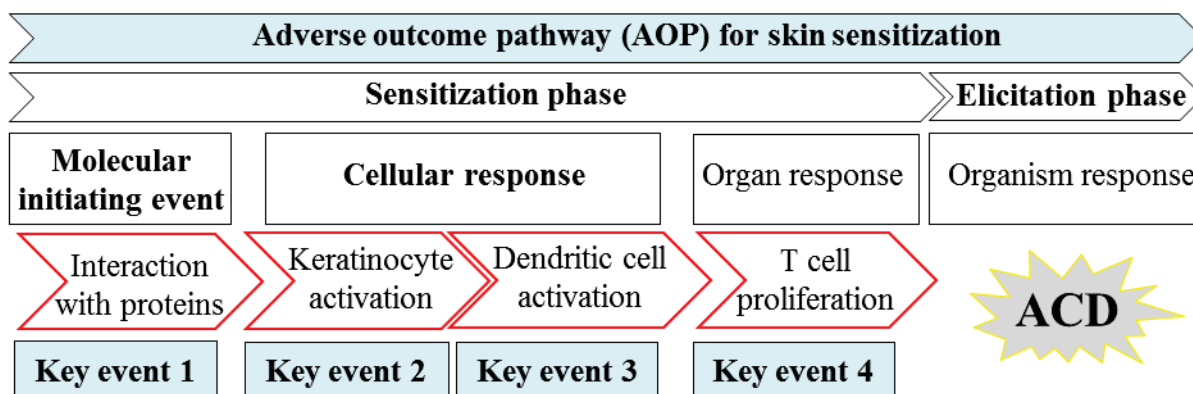 Adverse outcome pathway (AOP) for skin sensitization
Sensitization phase
Elicitation phase
Molecular
initiating event
Cellular response
Organ response
Organism response
Interaction
with proteins
Keratinocyte
activation
Dendritic cell
activation
T cell
proliferation
ACD
Key event 1
Key event 2
Key event 3
Key event 4